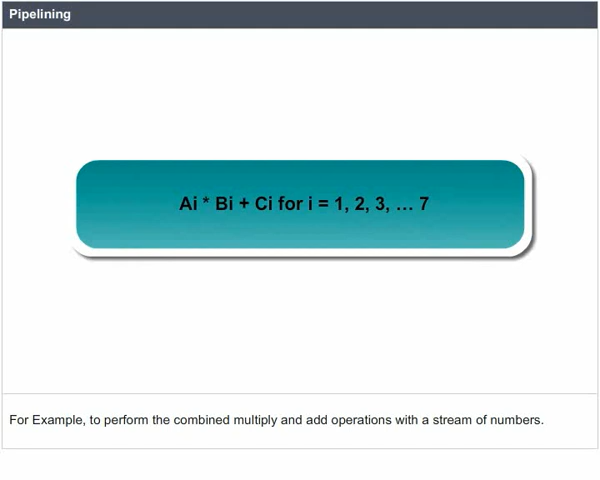 Pipelining
Ai * Bi + Ci for i = 1, 2, 3, … 7
For Example, to perform the combined multiply and add operations with a stream of numbers.